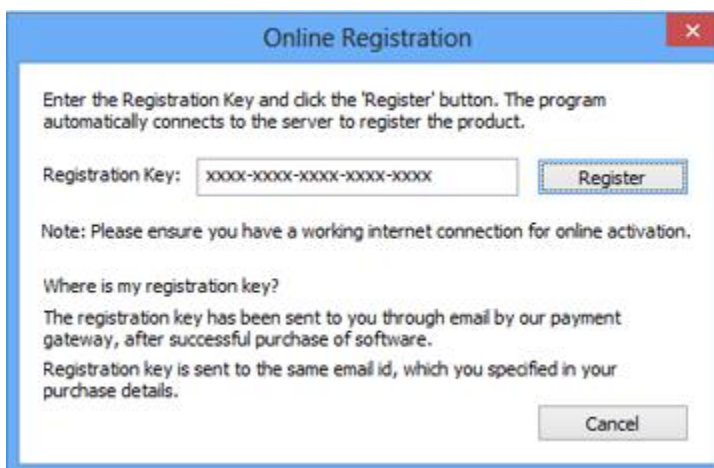 Online Registration
Enter the Registration Key and click the 'Register' button. The program
automatically connects to the server to register the product.
Registration Key: xxxx-xxxx-xxxx-xxxx-xxxx Register
Note: Please ensure you have a working internet connection for online activation.
Where is my registration key?
The registration key has been sent to you through email by our payment
gateway, after successful purchase of software.
Registration key is sent to the same email id, which you specified in your
purchase details.
Cancel